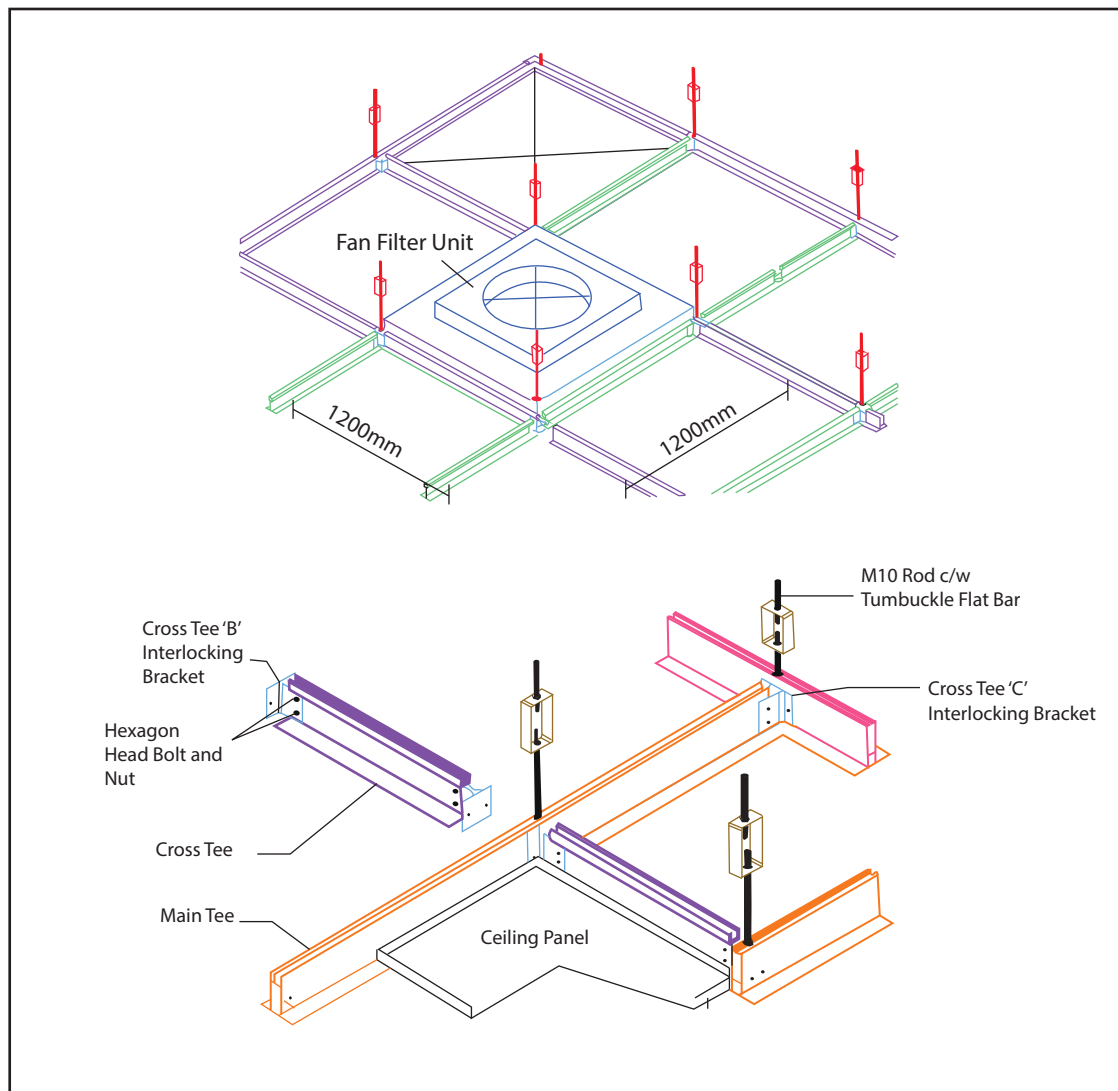 Fan Filter Unit
1200mm
1200mm
M10 Rod c/w
Tumbuckle Flat Bar
Cross Tee ‘B’
Interlocking
Bracket
Cross Tee ‘C’
Interlocking Bracket
Hexagon
Head Bolt and
Nut
Cross Tee
Main Tee
Ceiling Panel